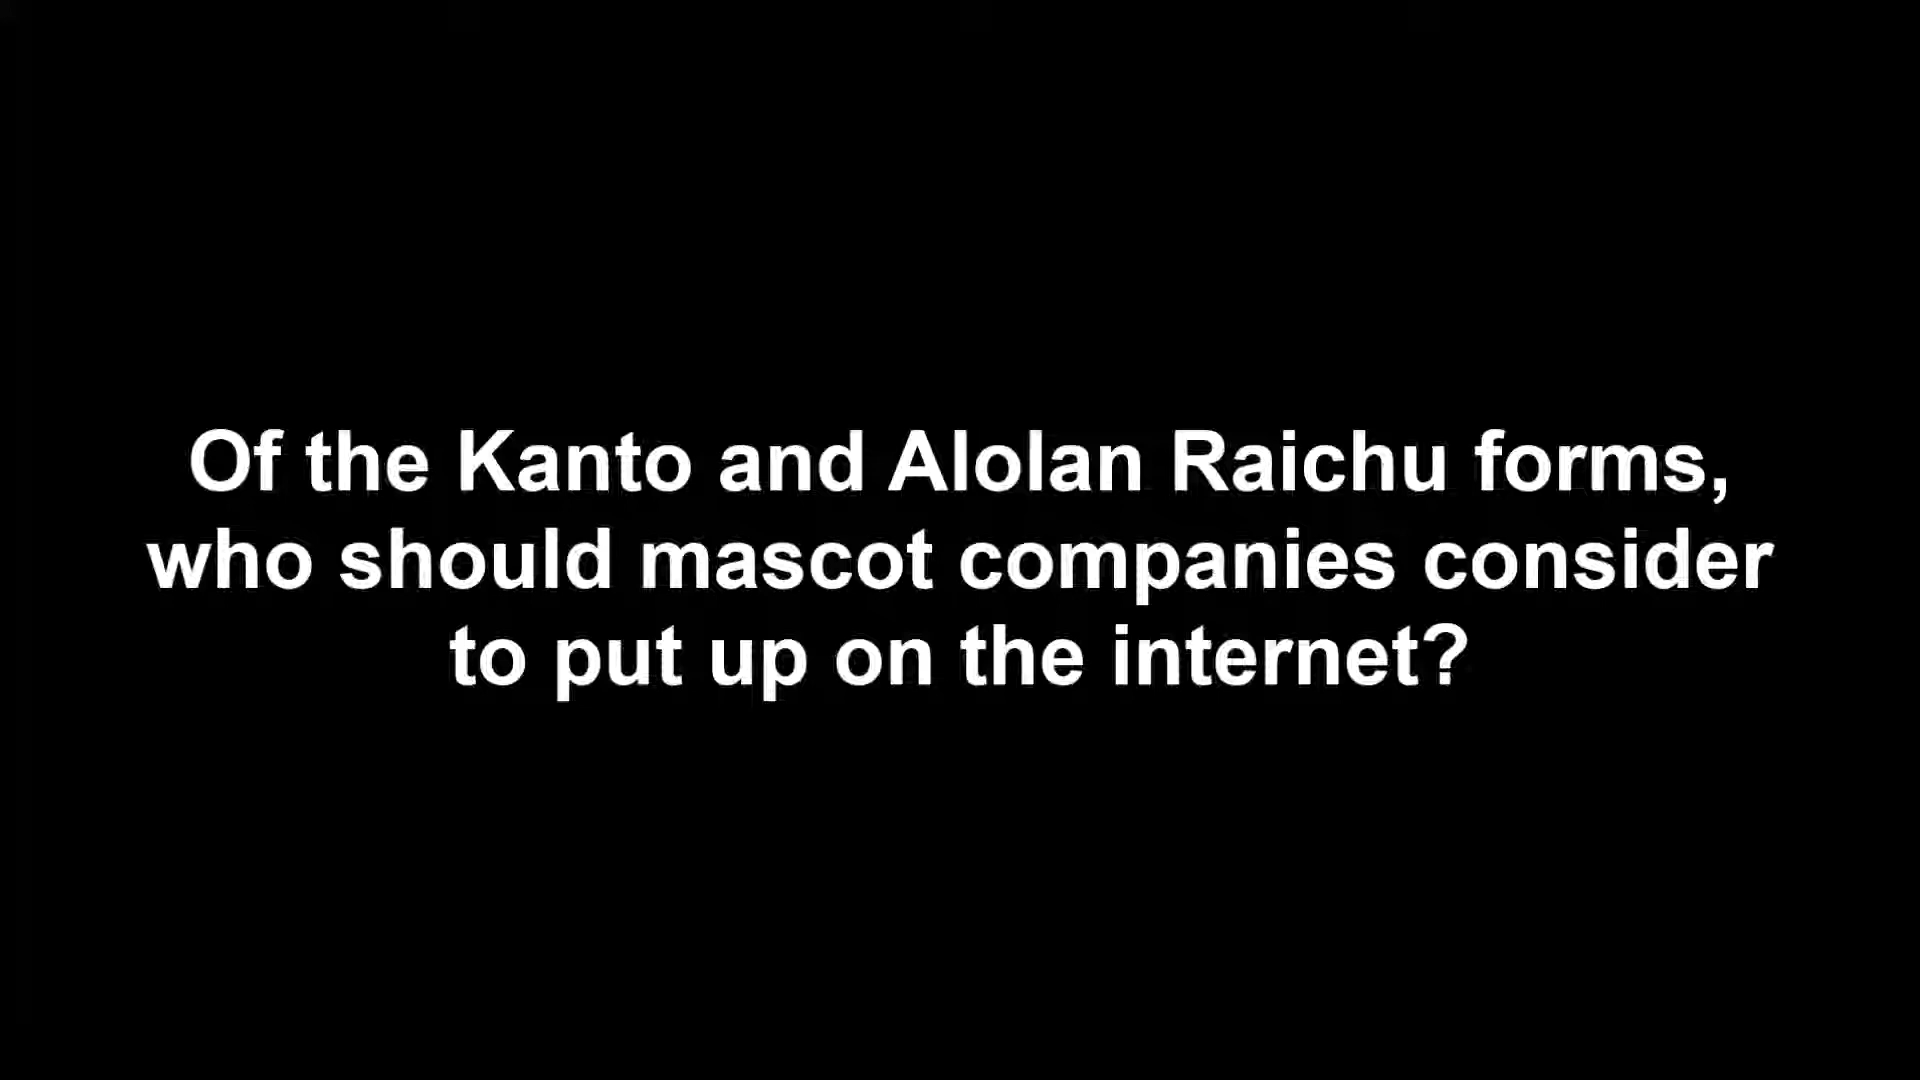 Of the Kanto and Alolan Raichu forms,
who should mascot companies consider
to put up on the internet?